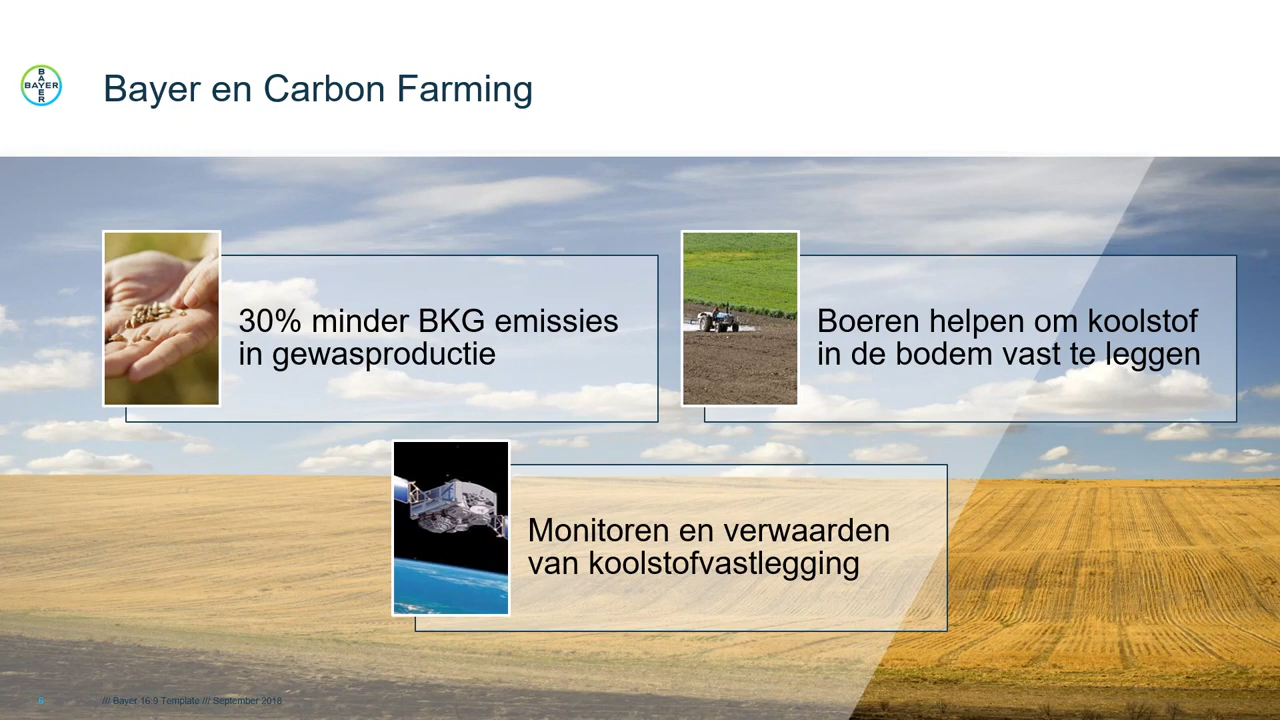 BAYER
BAYER
Bayer en Carbon Farming
30% minder BKG emissies
in gewasproductie
Boeren helpen om koolstof
in de bodem vast te leggen
Monitoren en verwaarden
van koolstofvastlegging
/// Bayer 16:9 Template /// September 2018